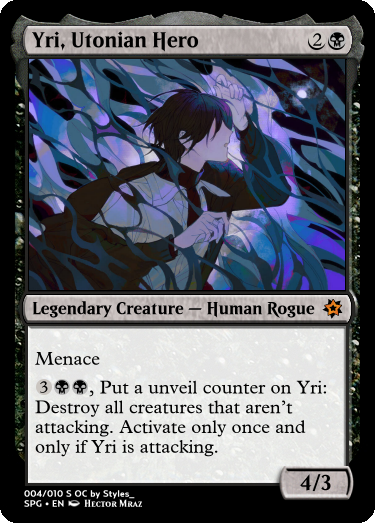 Yri, Utonian Hero 2
Legendary Creature — Human Rogue
Menace
3, Put a unveil counter on Yri:
Destroy all creatures that aren't
attacking. Activate only once and
only if Yri is attacking.
4/3
004/010 S OC by Styles_
SPG • EN Hector Mraz